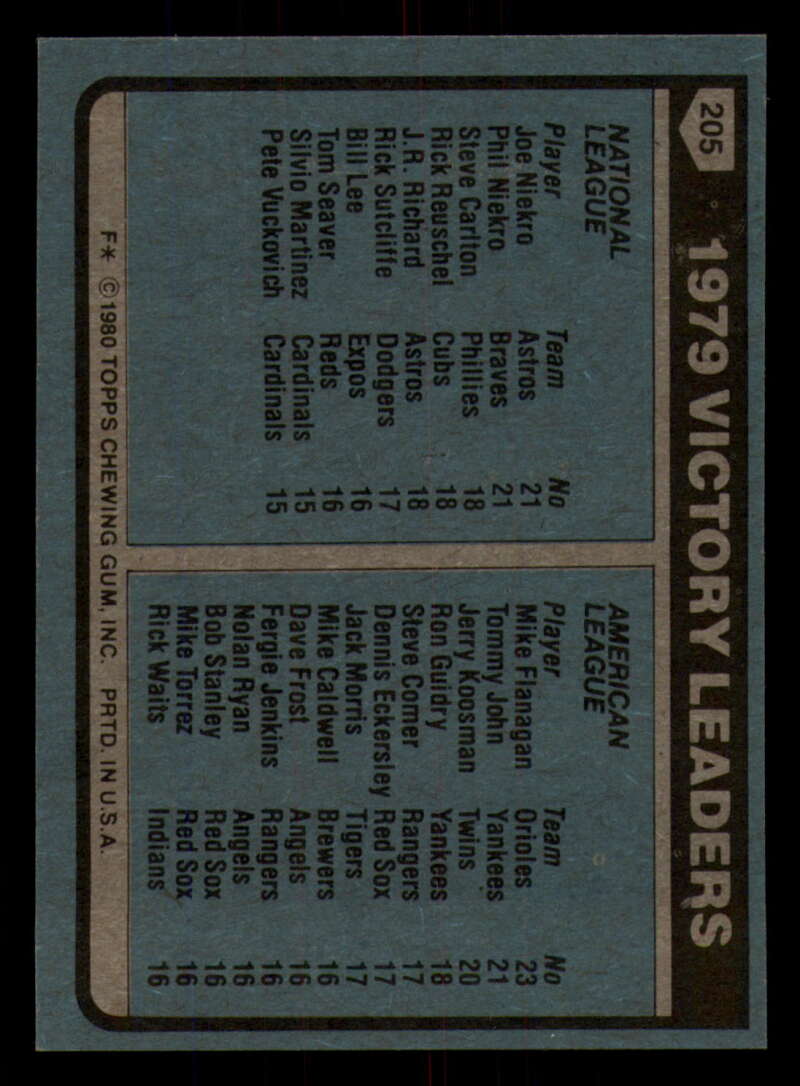 205
1979 VICTORY LEADERS
NATIONAL
LEAGUE
Player Team No
Joe Niekro Astros 21
Phil Niekro Braves 21
Steve Carlton Phillies 18
Rick Reuschel Cubs 18
J.R. Richard Astros 18
Rick Sutcliffe Dodgers 17
Bill Lee Expos 16
Tom Seaver Reds 16
Silvio Martinez Cardinals 15
Pete Vuckovich Cardinals 15
AMERICAN
LEAGUE
Player Team No
Mike Flanagan Orioles 23
Tommy John Yankees 21
Jerry Koosman Twins 20
Ron Guidry Yankees 18
Steve Comer Rangers 17
Dennis Eckersley Red Sox 17
Jack Morris Tigers 17
Mike Caldwell Brewers 16
Dave Frost Angels 16
Fergie Jenkins Rangers 16
Nolan Ryan Angels 16
Bob Stanley Red Sox 16
Mike Torrez Red Sox 16
Rick Waits Indians 16
F* © 1980 TOPPS CHEWING GUM, INC. PRTD. IN U.S.A.